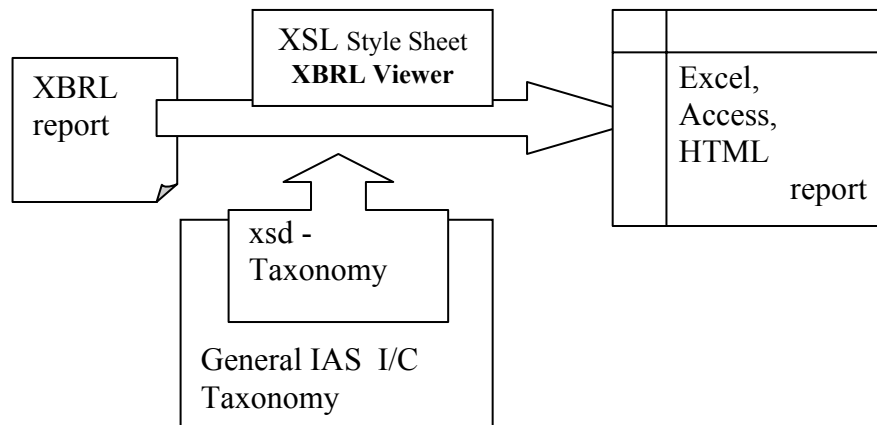 XSL Style Sheet
XBRL Viewer
XBRL
report
Excel,
Access,
HTML
report
xsd -
Taxonomy
General IAS I/C
Taxonomy